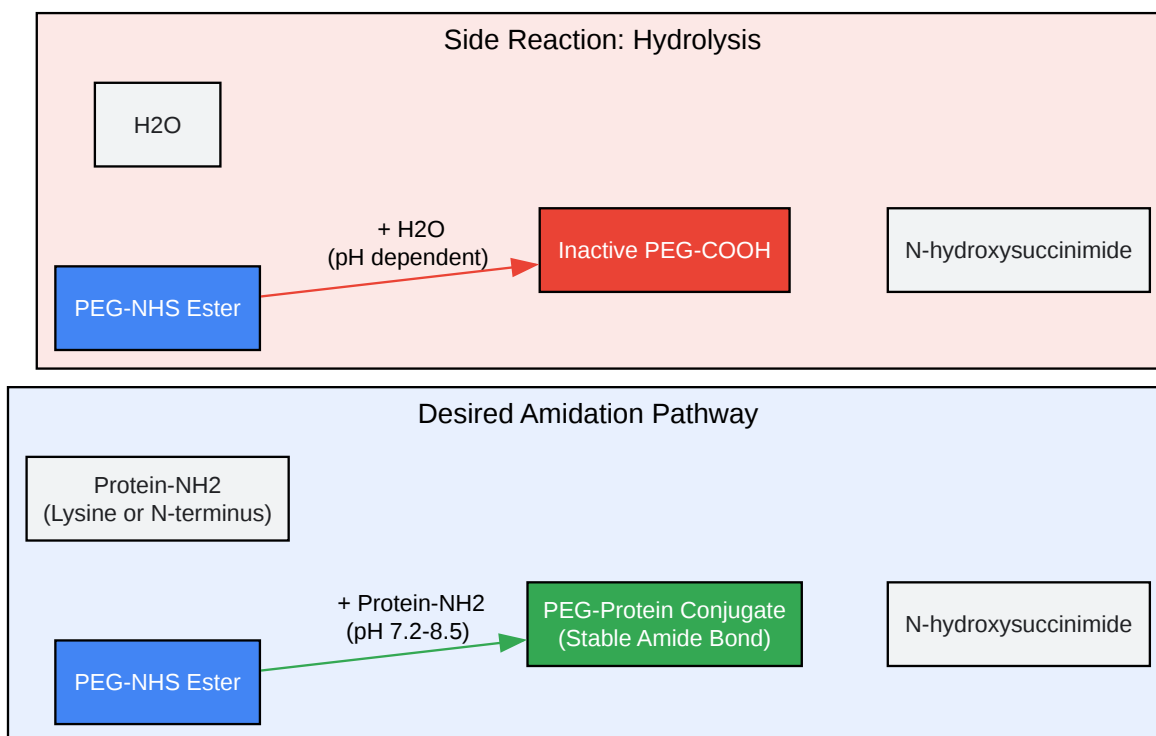 Side Reaction: Hydrolysis
H2O
+ H2O
(pH dependent)
Inactive PEG-COOH
N-hydroxysuccinimide
PEG-NHS Ester
Desired Amidation Pathway
Protein-NH2
(Lysine or N-terminus)
+ Protein-NH2
(pH 7.2-8.5)
PEG-Protein Conjugate
(Stable Amide Bond)
N-hydroxysuccinimide
PEG-NHS Ester